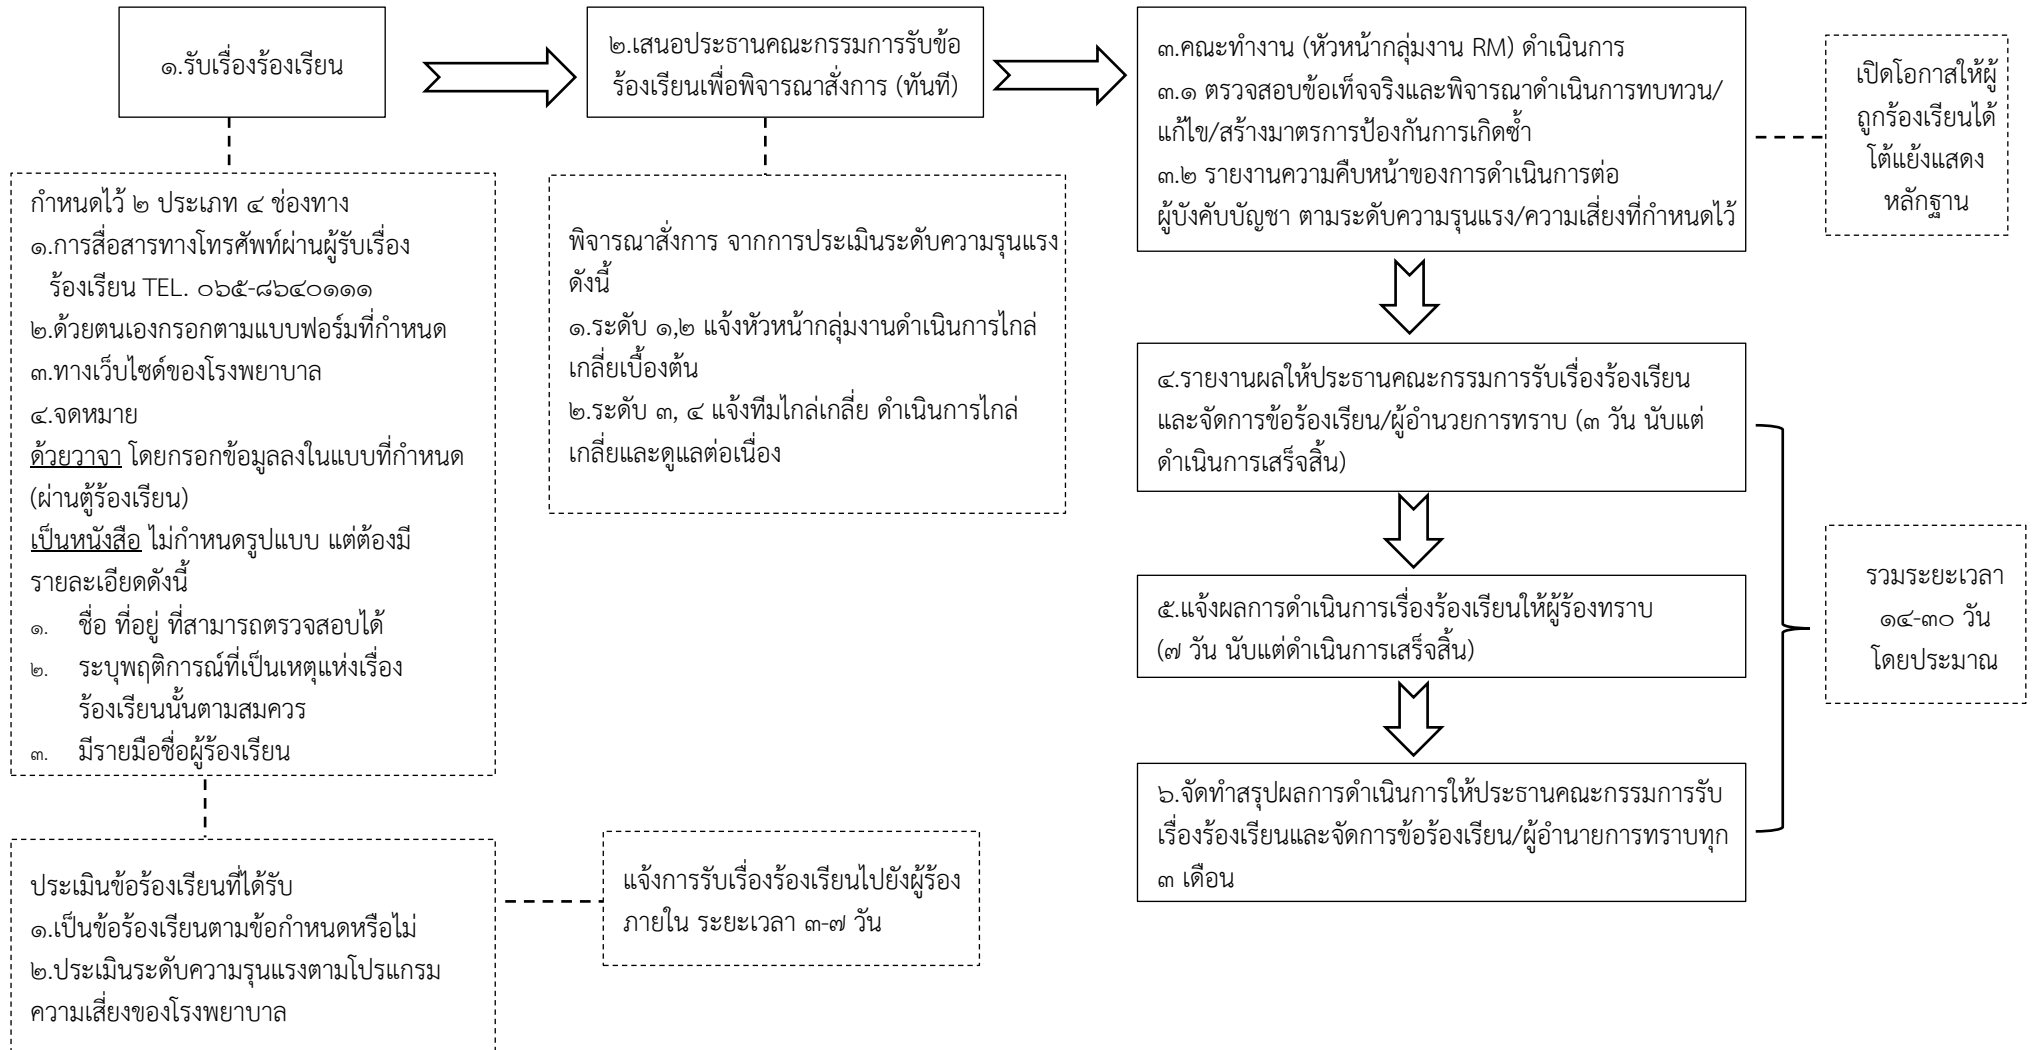 ๑.รับเรื่องร้องเรียน
๒.เสนอประธานคณะกรรมการรับข้อ
ร้องเรียนเพื่อพิจารณาสั่งการ (ทันที)
๓.คณะทำงาน (หัวหน้ากลุ่มงาน RM) ดำเนินการ
๓.๑ ตรวจสอบข้อเท็จจริงและพิจารณาดำเนินการทบทวน/
แก้ไข/สร้างมาตรการป้องกันการเกิดซ้ำ
๓.๒ รายงานความคืบหน้าของการดำเนินการต่อ
ผู้บังคับบัญชา ตามระดับความรุนแรง/ความเสี่ยงที่กำหนดไว้
เปิดโอกาสให้ผู้
ถูกร้องเรียนได้
โต้แย้งแสดง
หลักฐาน
กำหนดไว้ ๒ ประเภท ๔ ช่องทาง
๑.การสื่อสารทางโทรศัพท์ผ่านผู้รับเรื่อง
ร้องเรียน TEL. ๐๖๕-๘๖๔๐๑๑๑
๒.ด้วยตนเองกรอกตามแบบฟอร์มที่กำหนด
๓.ทางเว็บไซด์ของโรงพยาบาล
๔.จดหมาย
ด้วยวาจา โดยกรอกข้อมูลลงในแบบที่กำหนด
(ผ่านตู้ร้องเรียน)
เป็นหนังสือ ไม่กำหนดรูปแบบ แต่ต้องมี
รายละเอียดดังนี้
๑. ชื่อ ที่อยู่ ที่สามารถตรวจสอบได้
๒. ระบุพฤติการณ์ที่เป็นเหตุแห่งเรื่อง
ร้องเรียนนั้นตามสมควร
๓. มีรายมือชื่อผู้ร้องเรียน
พิจารณาสั่งการ จากการประเมินระดับความรุนแรง
ดังนี้
๑.ระดับ ๑,๒ แจ้งหัวหน้ากลุ่มงานดำเนินการไกล่
เกลี่ยเบื้องต้น
๒.ระดับ ๓, ๔ แจ้งทีมไกล่เกลี่ย ดำเนินการไกล่
เกลี่ยและดูแลต่อเนื่อง
๔.รายงานผลให้ประธานคณะกรรมการรับเรื่องร้องเรียน
และจัดการข้อร้องเรียน/ผู้อำนวยการทราบ (๓ วัน นับแต่
ดำเนินการเสร็จสิ้น)
๕.แจ้งผลการดำเนินการเรื่องร้องเรียนให้ผู้ร้องทราบ
(๗ วัน นับแต่ดำเนินการเสร็จสิ้น)
รวมระยะเวลา
๑๔-๓๐ วัน
โดยประมาณ
๖.จัดทำสรุปผลการดำเนินการให้ประธานคณะกรรมการรับ
เรื่องร้องเรียนและจัดการข้อร้องเรียน/ผู้อำนายการทราบทุก
๓ เดือน
ประเมินข้อร้องเรียนที่ได้รับ
๑.เป็นข้อร้องเรียนตามข้อกำหนดหรือไม่
๒.ประเมินระดับความรุนแรงตามโปรแกรม
ความเสี่ยงของโรงพยาบาล
แจ้งการรับเรื่องร้องเรียนไปยังผู้ร้อง
ภายใน ระยะเวลา ๓-๗ วัน